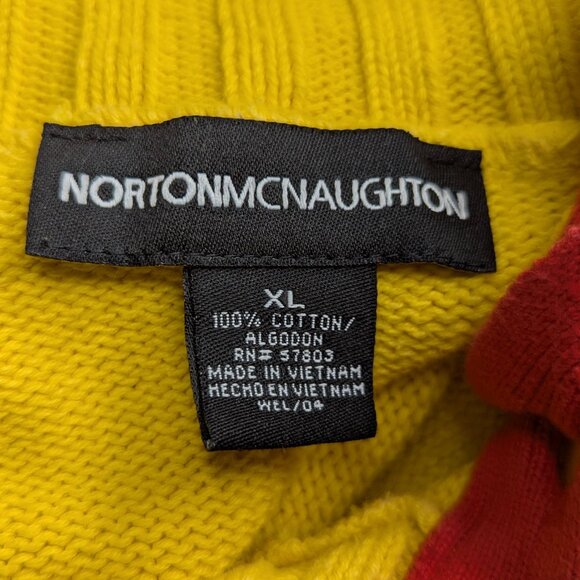 NORTONMCNAUGHTON
XL
100% COTTON/
ALGODON
RN# 57803
MADE IN VIETNAM
HECHO EN VIETNAM
WEL/04